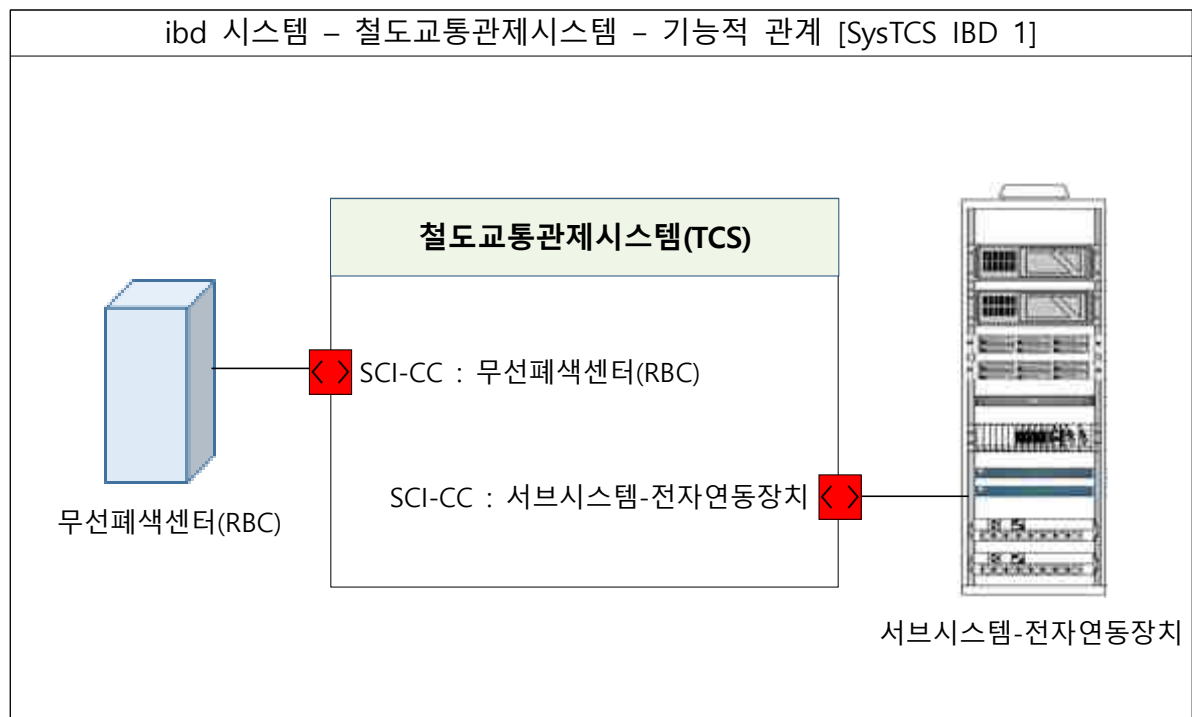 ibd 시스템 – 철도교통관제시스템 – 기능적 관계 [SysTCS IBD 1]
철도교통관제시스템(TCS)
SCI-CC : 무선폐색센터(RBC)
SCI-CC : 서브시스템-전자연동장치
무선폐색센터(RBC)
서브시스템-전자연동장치